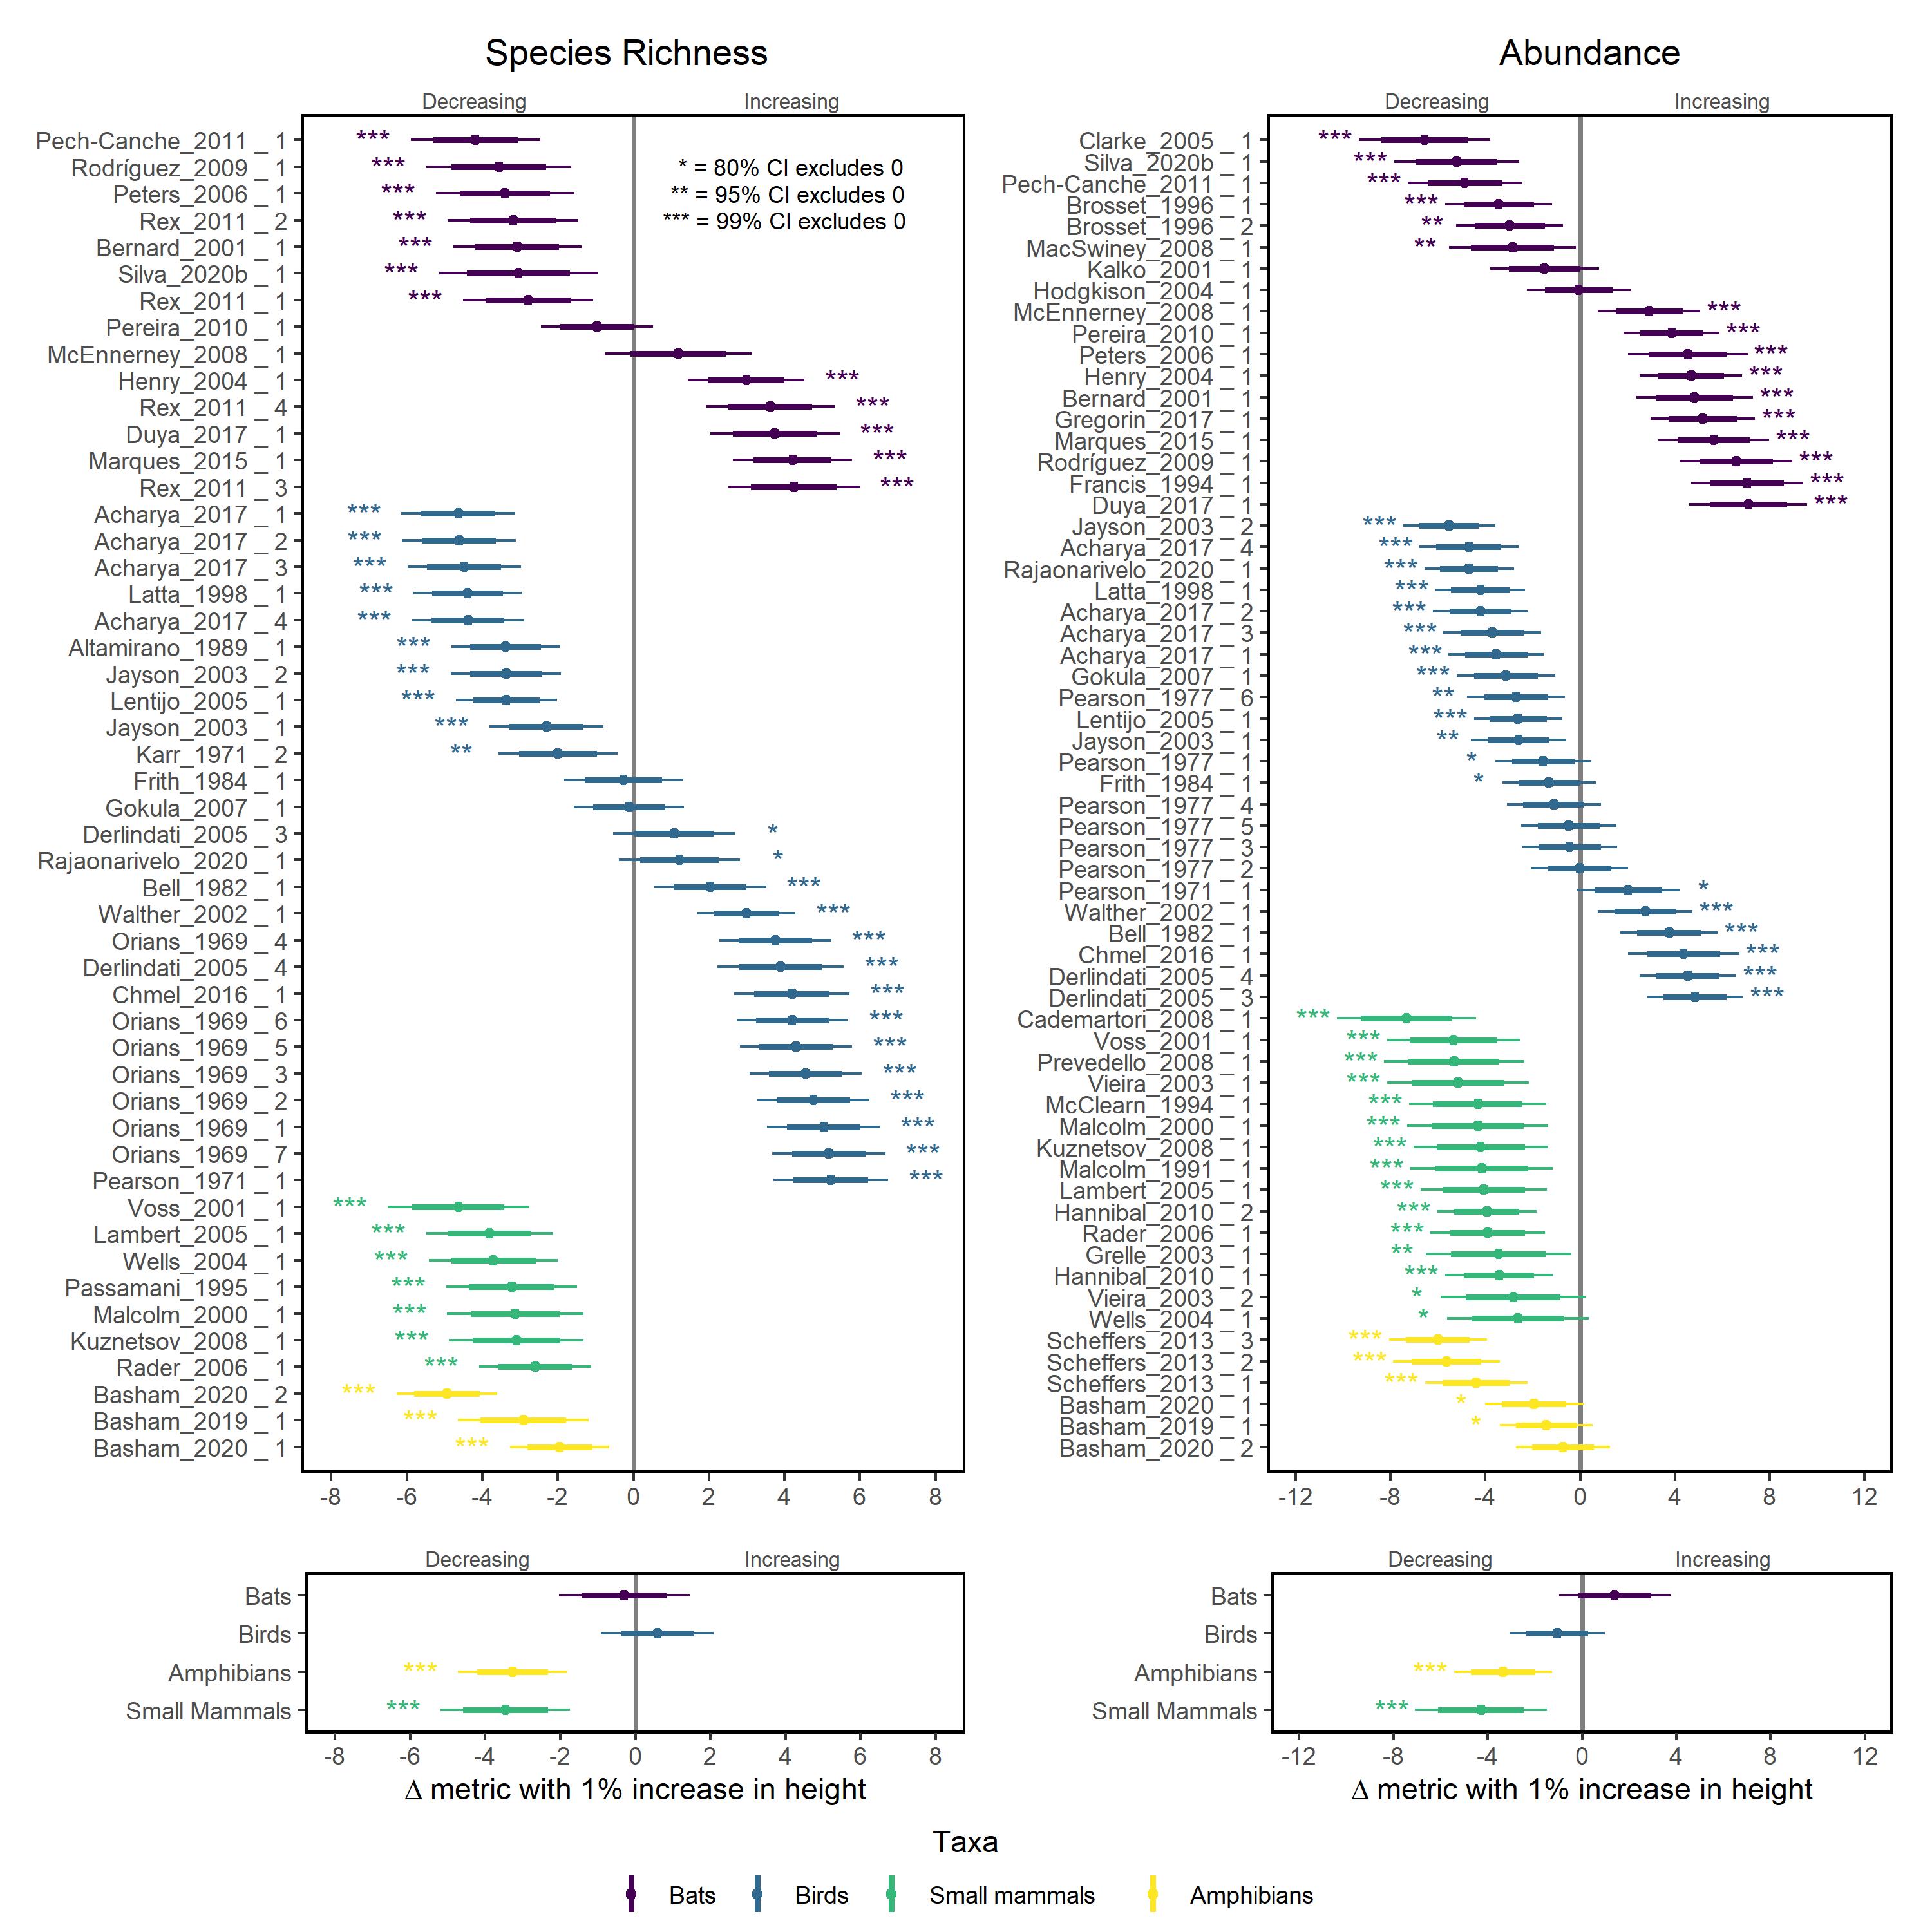 Species Richness
Decreasing Increasing
Pech-Canche_2011 _ 1 ***
Rodríguez_2009 _ 1 ***
Peters_2006 _ 1 ***
Rex_2011 _ 2 ***
Bernard_2001 _ 1 ***
Silva_2020b _ 1 ***
Rex_2011 _ 1 ***
Pereira_2010 _ 1
McEnnerney_2008 _ 1
Henry_2004 _ 1 ***
Rex_2011 _ 4 ***
Duya_2017 _ 1 ***
Marques_2015 _ 1 ***
Rex_2011 _ 3 ***
Acharya_2017 _ 1 ***
Acharya_2017 _ 2 ***
Acharya_2017 _ 3 ***
Latta_1998 _ 1 ***
Acharya_2017 _ 4 ***
Altamirano_1989 _ 1 ***
Jayson_2003 _ 2 ***
Lentijo_2005 _ 1 ***
Jayson_2003 _ 1 ***
Karr_1971 _ 2 **
Frith_1984 _ 1
Gokula_2007 _ 1
Derlindati_2005 _ 3 *
Rajaonarivelo_2020 _ 1 *
Bell_1982 _ 1 ***
Walther_2002 _ 1 ***
Orians_1969 _ 4 ***
Derlindati_2005 _ 4 ***
Chmel_2016 _ 1 ***
Orians_1969 _ 6 ***
Orians_1969 _ 5 ***
Orians_1969 _ 3 ***
Orians_1969 _ 2 ***
Orians_1969 _ 1 ***
Orians_1969 _ 7 ***
Pearson_1971 _ 1 ***
Voss_2001 _ 1 ***
Lambert_2005 _ 1 ***
Wells_2004 _ 1 ***
Passamani_1995 _ 1 ***
Malcolm_2000 _ 1 ***
Kuznetsov_2008 _ 1 ***
Rader_2006 _ 1 ***
Basham_2020 _ 2 ***
Basham_2019 _ 1 ***
Basham_2020 _ 1 ***
* = 80% CI excludes 0
** = 95% CI excludes 0
*** = 99% CI excludes 0
-8 -6 -4 -2 0 2 4 6 8
Abundance
Decreasing Increasing
Clarke_2005 _ 1 ***
Silva_2020b _ 1 ***
Pech-Canche_2011 _ 1 ***
Brosset_1996 _ 1 ***
Brosset_1996 _ 2 **
MacSwiney_2008 _ 1 **
Kalko_2001 _ 1
Hodgkison_2004 _ 1
McEnnerney_2008 _ 1 ***
Pereira_2010 _ 1 ***
Peters_2006 _ 1 ***
Henry_2004 _ 1 ***
Bernard_2001 _ 1 ***
Gregorin_2017 _ 1 ***
Marques_2015 _ 1 ***
Rodríguez_2009 _ 1 ***
Francis_1994 _ 1 ***
Duya_2017 _ 1 ***
Jayson_2003 _ 2 ***
Acharya_2017 _ 4 ***
Rajaonarivelo_2020 _ 1 ***
Latta_1998 _ 1 ***
Acharya_2017 _ 2 ***
Acharya_2017 _ 3 ***
Acharya_2017 _ 1 ***
Gokula_2007 _ 1 ***
Pearson_1977 _ 6 **
Lentijo_2005 _ 1 ***
Jayson_2003 _ 1 **
Pearson_1977 _ 1 *
Frith_1984 _ 1 *
Pearson_1977 _ 4
Pearson_1977 _ 5
Pearson_1977 _ 3
Pearson_1977 _ 2
Pearson_1971 _ 1 *
Walther_2002 _ 1 ***
Bell_1982 _ 1 ***
Chmel_2016 _ 1 ***
Derlindati_2005 _ 4 ***
Derlindati_2005 _ 3 ***
Cademartori_2008 _ 1 ***
Voss_2001 _ 1 ***
Prevedello_2008 _ 1 ***
Vieira_2003 _ 1 ***
McClearn_1994 _ 1 ***
Malcolm_2000 _ 1 ***
Kuznetsov_2008 _ 1 ***
Malcolm_1991 _ 1 ***
Lambert_2005 _ 1 ***
Hannibal_2010 _ 2 ***
Rader_2006 _ 1 ***
Grelle_2003 _ 1 **
Hannibal_2010 _ 1 ***
Vieira_2003 _ 2 *
Wells_2004 _ 1 *
Scheffers_2013 _ 3 ***
Scheffers_2013 _ 2 ***
Scheffers_2013 _ 1 ***
Basham_2020 _ 1 *
Basham_2019 _ 1 *
Basham_2020 _ 2
-12 -8 -4 0 4 8 12
Decreasing Increasing
Bats
Birds
Amphibians ***
Small Mammals ***
-8 -6 -4 -2 0 2 4 6 8
Δ metric with 1% increase in height
Decreasing Increasing
Bats
Birds
Amphibians ***
Small Mammals ***
-12 -8 -4 0 4 8 12
Δ metric with 1% increase in height
Taxa
Bats Birds Small mammals Amphibians